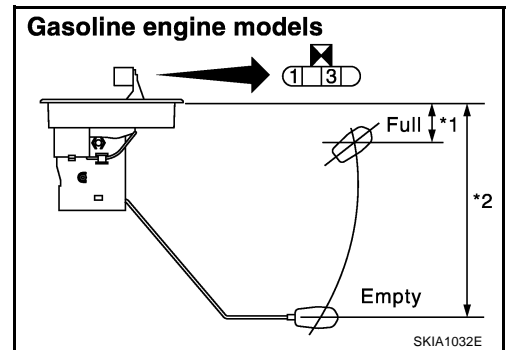 Gasoline engine models
1 3
Full *1
*2
Empty
SKIA1032E